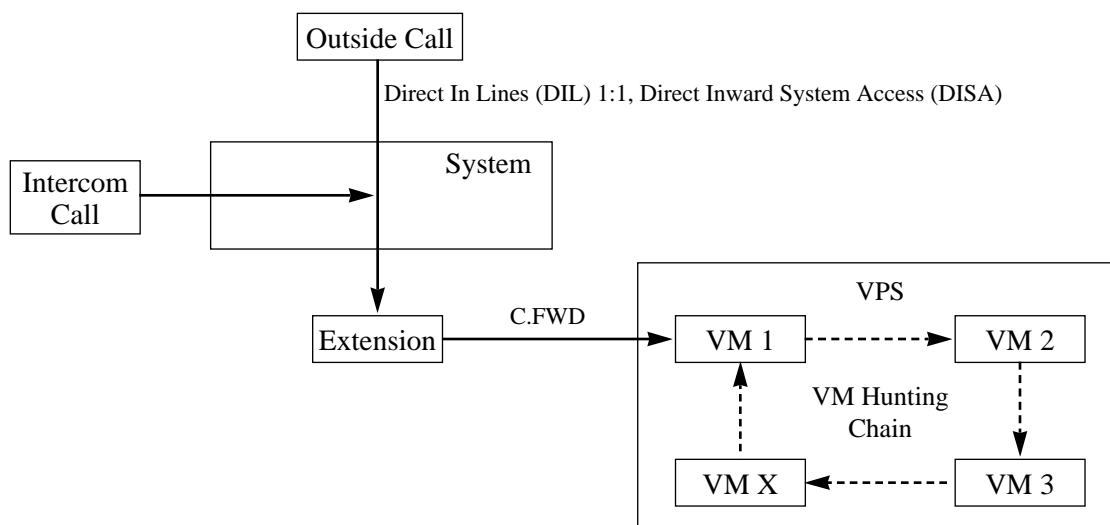 Outside Call
Direct In Lines (DIL) 1:1, Direct Inward System Access (DISA)
System
Intercom
Call
VPS
C.FWD
Extension
VM 1
VM 2
VM Hunting
Chain
VM X
VM 3